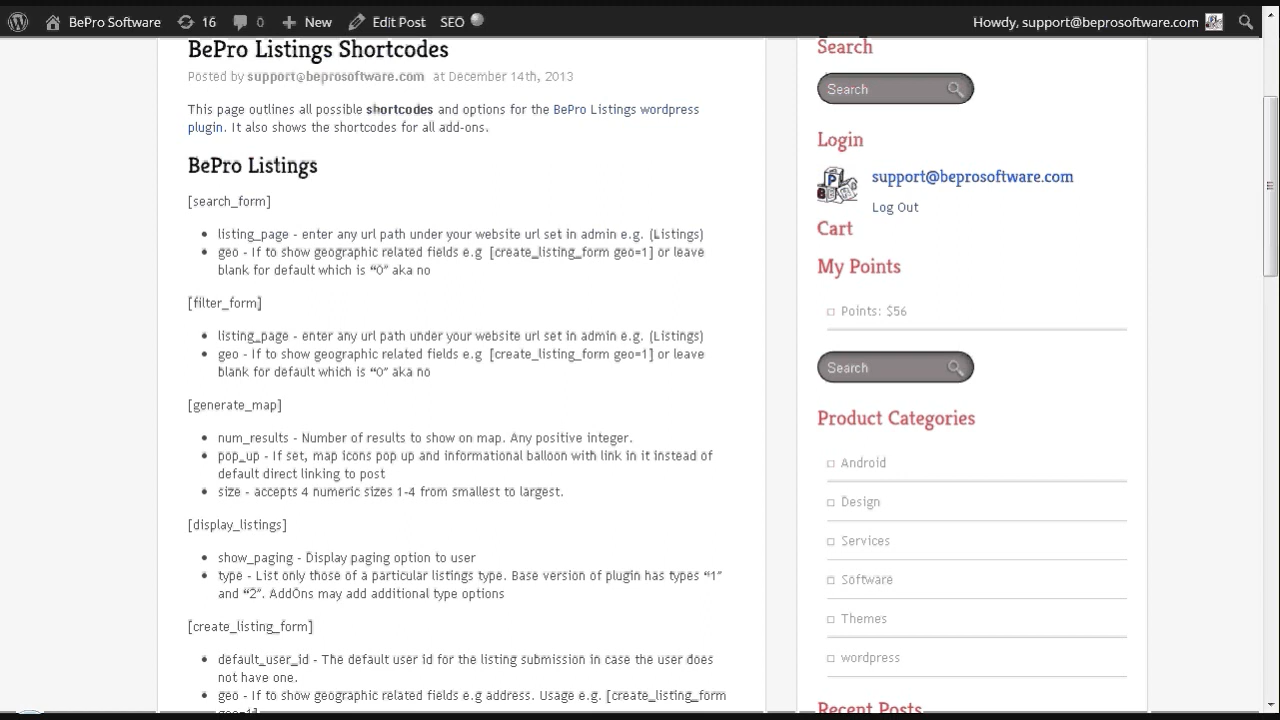 BePro Software 16 0 New Edit Post SEO Howdy, support@beprosoftware.com
BePro Listings Shortcodes
Posted by support@beprosoftware.com at December 14th, 2013
This page outlines all possible shortcodes and options for the BePro Listings wordpress
plugin. It also shows the shortcodes for all add-ons.
BePro Listings
[search_form]
listing_page - enter any url path under your website url set in admin e.g. (Listings)
geo - If to show geographic related fields e.g [create_listing_form geo=1] or leave
blank for default which is “0” aka no
[filter_form]
listing_page - enter any url path under your website url set in admin e.g. (Listings)
geo - If to show geographic related fields e.g [create_listing_form geo=1] or leave
blank for default which is “0” aka no
[generate_map]
num_results - Number of results to show on map. Any positive integer.
pop_up - If set, map icons pop up and informational balloon with link in it instead of
default direct linking to post
size - accepts 4 numeric sizes 1-4 from smallest to largest.
[display_listings]
show_paging - Display paging option to user
type - List only those of a particular listings type. Base version of plugin has types “1”
and “2”. AddOns may add additional type options
[create_listing_form]
default_user_id - The default user id for the listing submission in case the user does
not have one.
geo - If to show geographic related fields e.g address. Usage e.g. [create_listing_form
geo=1]
Search
Search
Login
support@beprosoftware.com
Log Out
Cart
My Points
Points: $56
Search
Product Categories
Android
Design
Services
Software
Themes
wordpress
Recent Posts